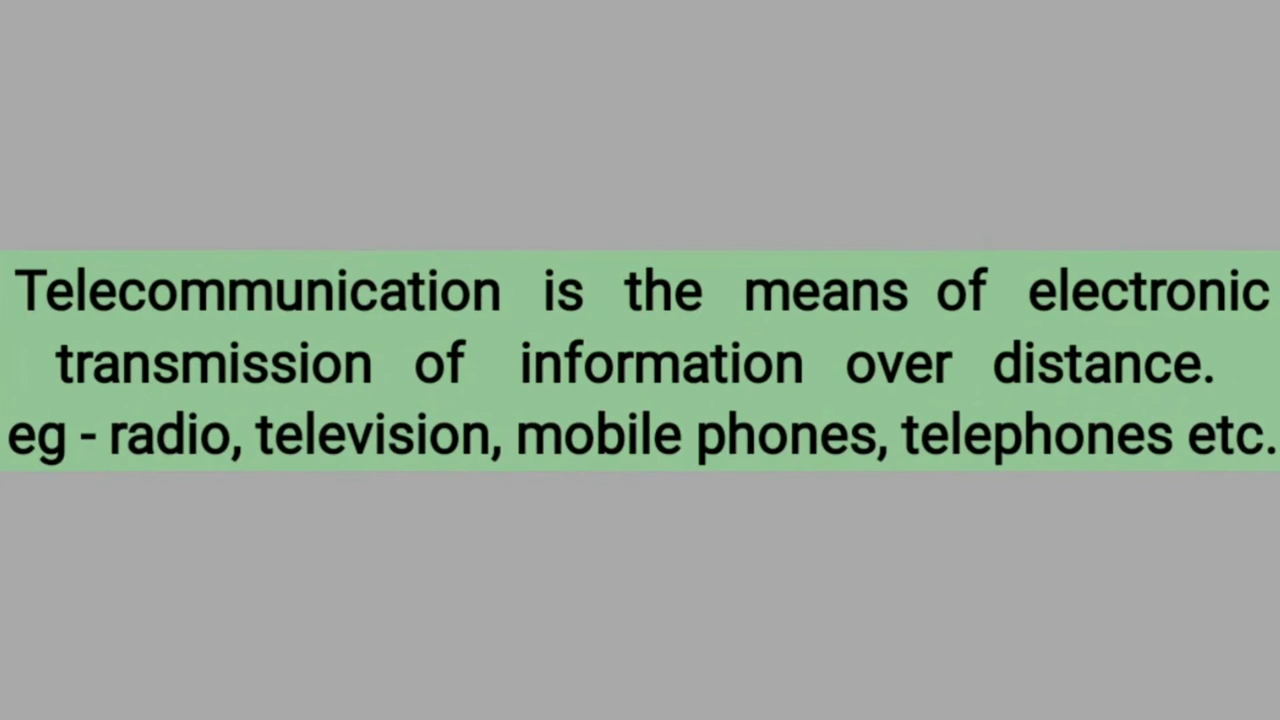 Telecommunication is the means of electronic
transmission of information over distance.
eg - radio, television, mobile phones, telephones etc.